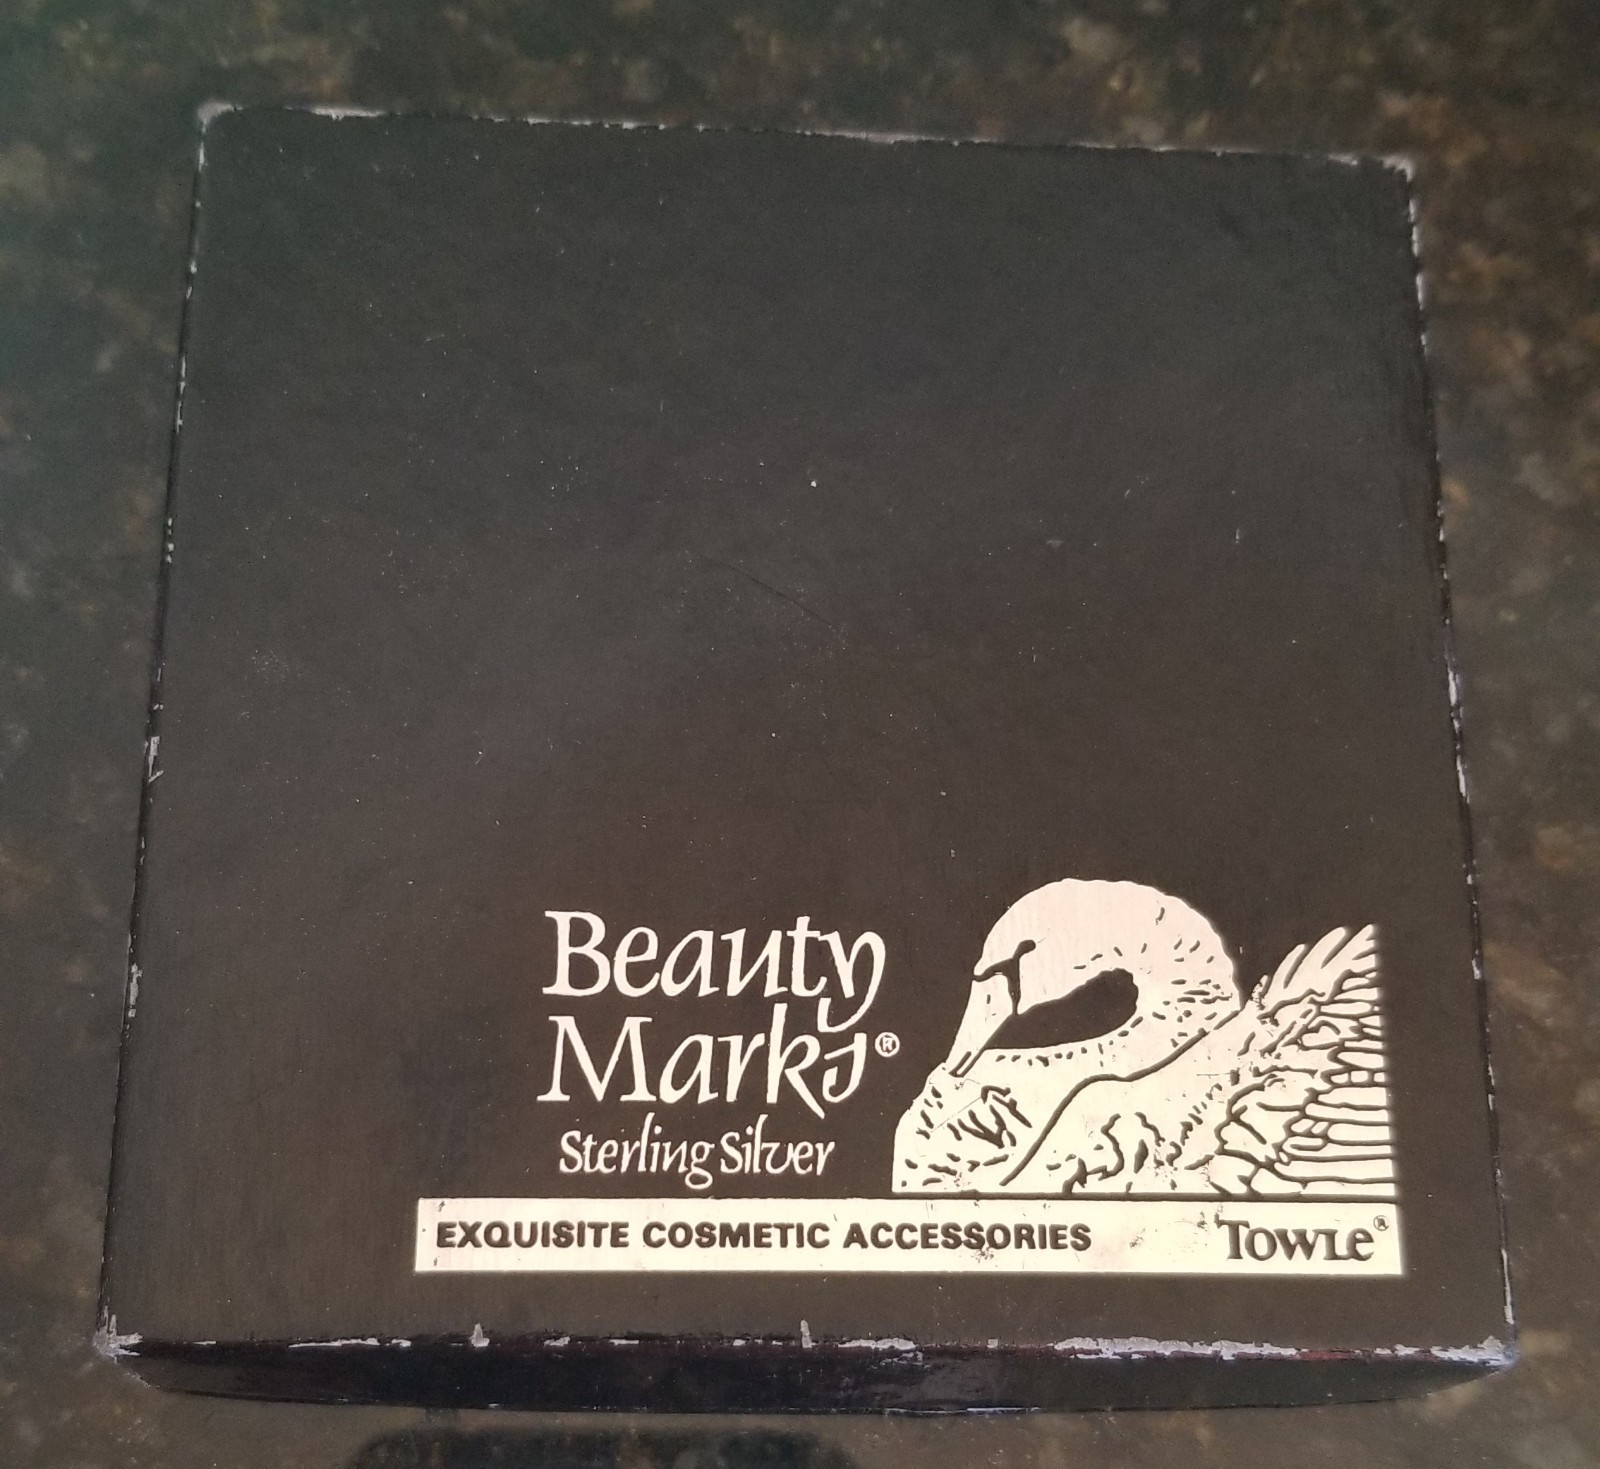 Beauty
Marks®
Sterling Silver
EXQUISITE COSMETIC ACCESSORIES TOWLE®